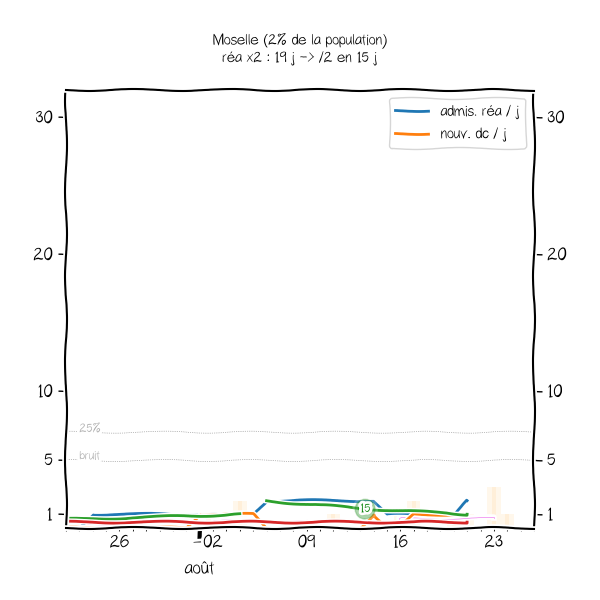 Moselle (2% de la population)
réa x2 : 19 j -> /2 en 15 j
admis. réa / j
nouv. dc / j
30
30
20
20
10
10
25%
5
bruit
5
1
15
1
26
02
09
16
23
août